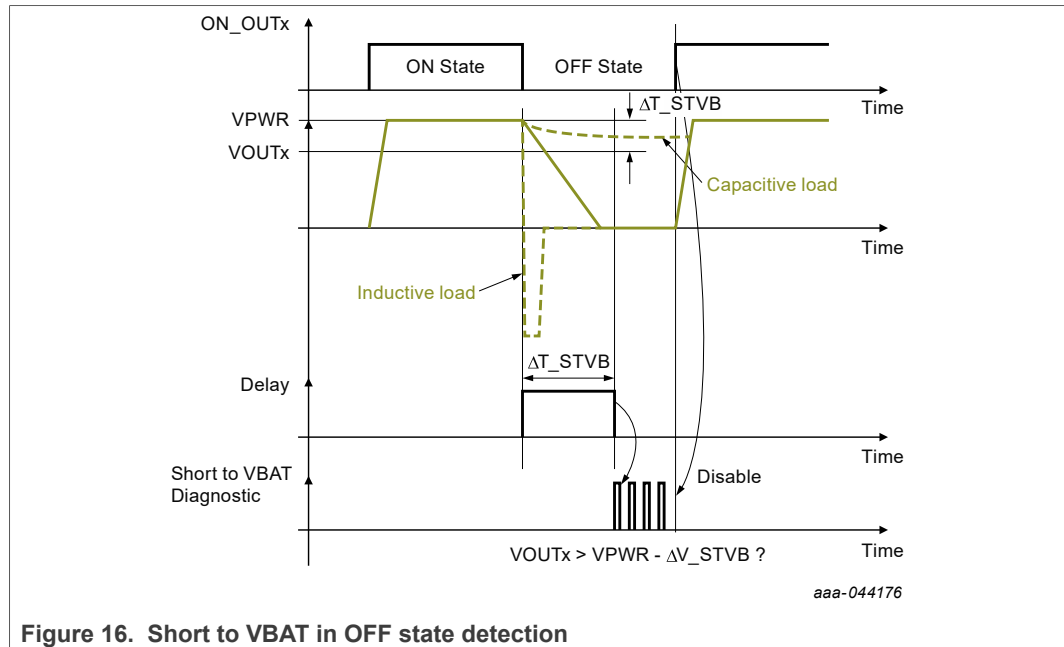 ON_OUTx
ON State
OFF State
Time
ΔT_STVB
VPWR
VOUTx
Capacitive load
Time
Inductive load
ΔT_STVB
Delay
Time
Short to VBAT
Diagnostic
Disable
Time
VOUTx > VPWR - ΔV_STVB ?
aaa-044176
Figure 16. Short to VBAT in OFF state detection